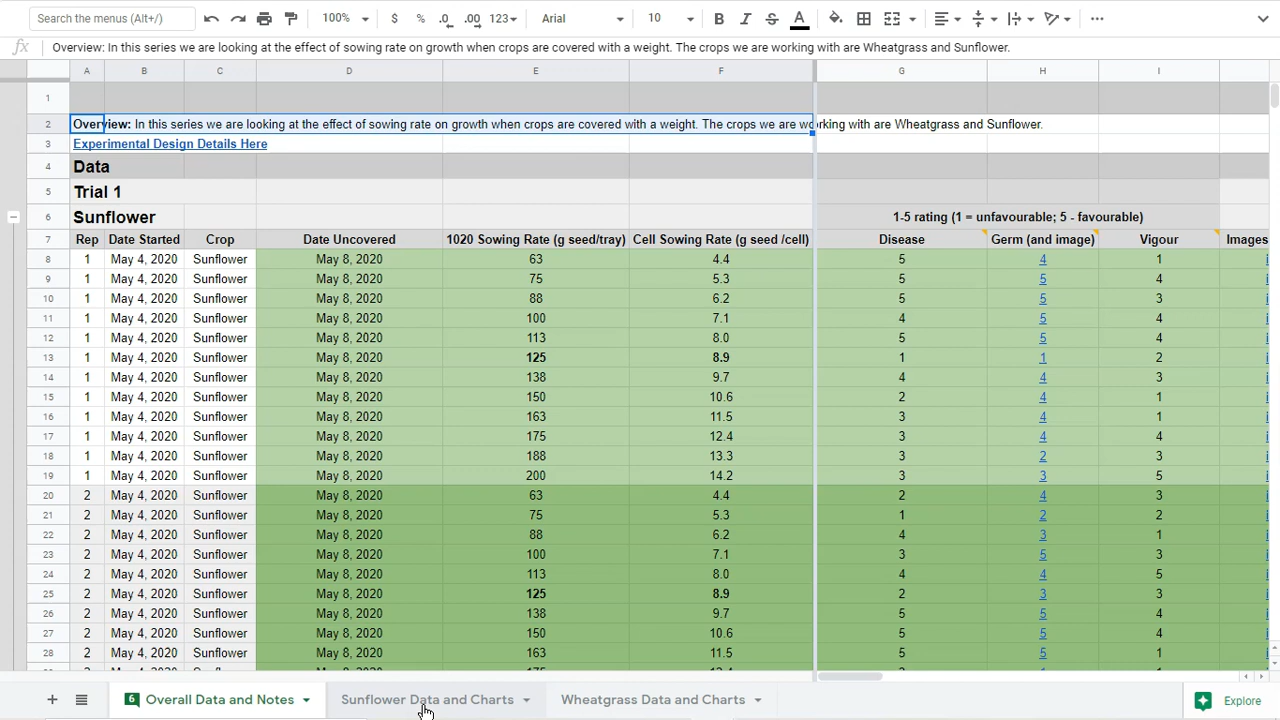 Search the menus (Alt+/) 100% $ % .0 .00 123 Arial 10 B I S A
fx Overview: In this series we are looking at the effect of sowing rate on growth when crops are covered with a weight. The crops we are working with are Wheatgrass and Sunflower.
A B C D E F G H I
1
2 Overview: In this series we are looking at the effect of sowing rate on growth when crops are covered with a weight. The crops we are working with are Wheatgrass and Sunflower.
3 Experimental Design Details Here
4 Data
5 Trial 1
6 Sunflower 1-5 rating (1 = unfavourable; 5 - favourable)
7 Rep Date Started Crop Date Uncovered 1020 Sowing Rate (g seed/tray) Cell Sowing Rate (g seed /cell) Disease Germ (and image) Vigour Images
8 1 May 4, 2020 Sunflower May 8, 2020 63 4.4 5 4 1 i
9 1 May 4, 2020 Sunflower May 8, 2020 75 5.3 5 5 4 i
10 1 May 4, 2020 Sunflower May 8, 2020 88 6.2 5 5 3 i
11 1 May 4, 2020 Sunflower May 8, 2020 100 7.1 4 5 4 i
12 1 May 4, 2020 Sunflower May 8, 2020 113 8.0 5 5 4 i
13 1 May 4, 2020 Sunflower May 8, 2020 125 8.9 1 1 2 i
14 1 May 4, 2020 Sunflower May 8, 2020 138 9.7 4 4 3 i
15 1 May 4, 2020 Sunflower May 8, 2020 150 10.6 2 4 1 i
16 1 May 4, 2020 Sunflower May 8, 2020 163 11.5 3 4 1 i
17 1 May 4, 2020 Sunflower May 8, 2020 175 12.4 3 4 4 i
18 1 May 4, 2020 Sunflower May 8, 2020 188 13.3 3 2 3 i
19 1 May 4, 2020 Sunflower May 8, 2020 200 14.2 3 3 5 i
20 2 May 4, 2020 Sunflower May 8, 2020 63 4.4 2 4 3 i
21 2 May 4, 2020 Sunflower May 8, 2020 75 5.3 1 2 2 i
22 2 May 4, 2020 Sunflower May 8, 2020 88 6.2 4 3 1 i
23 2 May 4, 2020 Sunflower May 8, 2020 100 7.1 3 5 3 i
24 2 May 4, 2020 Sunflower May 8, 2020 113 8.0 4 4 5 i
25 2 May 4, 2020 Sunflower May 8, 2020 125 8.9 2 3 3 i
26 2 May 4, 2020 Sunflower May 8, 2020 138 9.7 5 5 4 i
27 2 May 4, 2020 Sunflower May 8, 2020 150 10.6 5 5 4 i
28 2 May 4, 2020 Sunflower May 8, 2020 163 11.5 5 5 1 i
6 Overall Data and Notes Sunflower Data and Charts Wheatgrass Data and Charts Explore